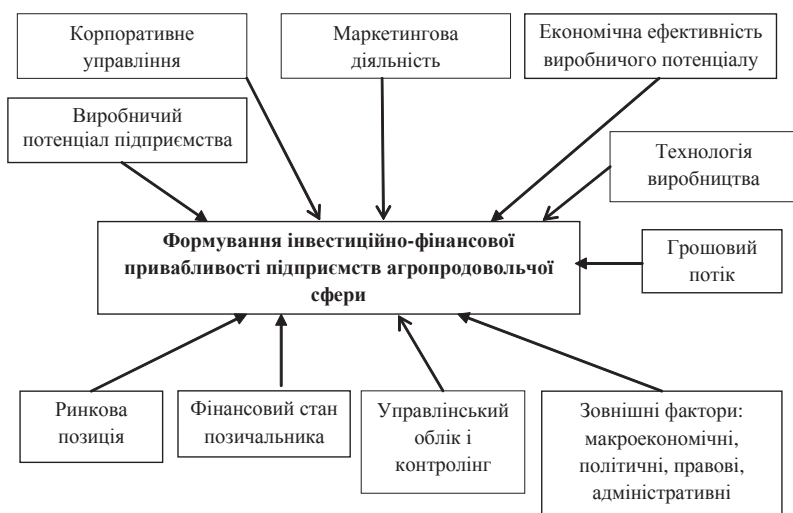 Корпоративне
управління
Маркетингова
діяльність
Економічна ефективність
виробничого потенціалу
Виробничий
потенціал підприємства
Технологія
виробництва
Формування інвестиційно-фінансової
привабливості підприємств агропродовольчої
сфери
Грошовий
потік
Ринкова
позиція
Фінансовий стан
позичальника
Управлінський
облік і
контролінг
Зовнішні фактори:
макроекономічні,
політичні, правові,
адміністративні